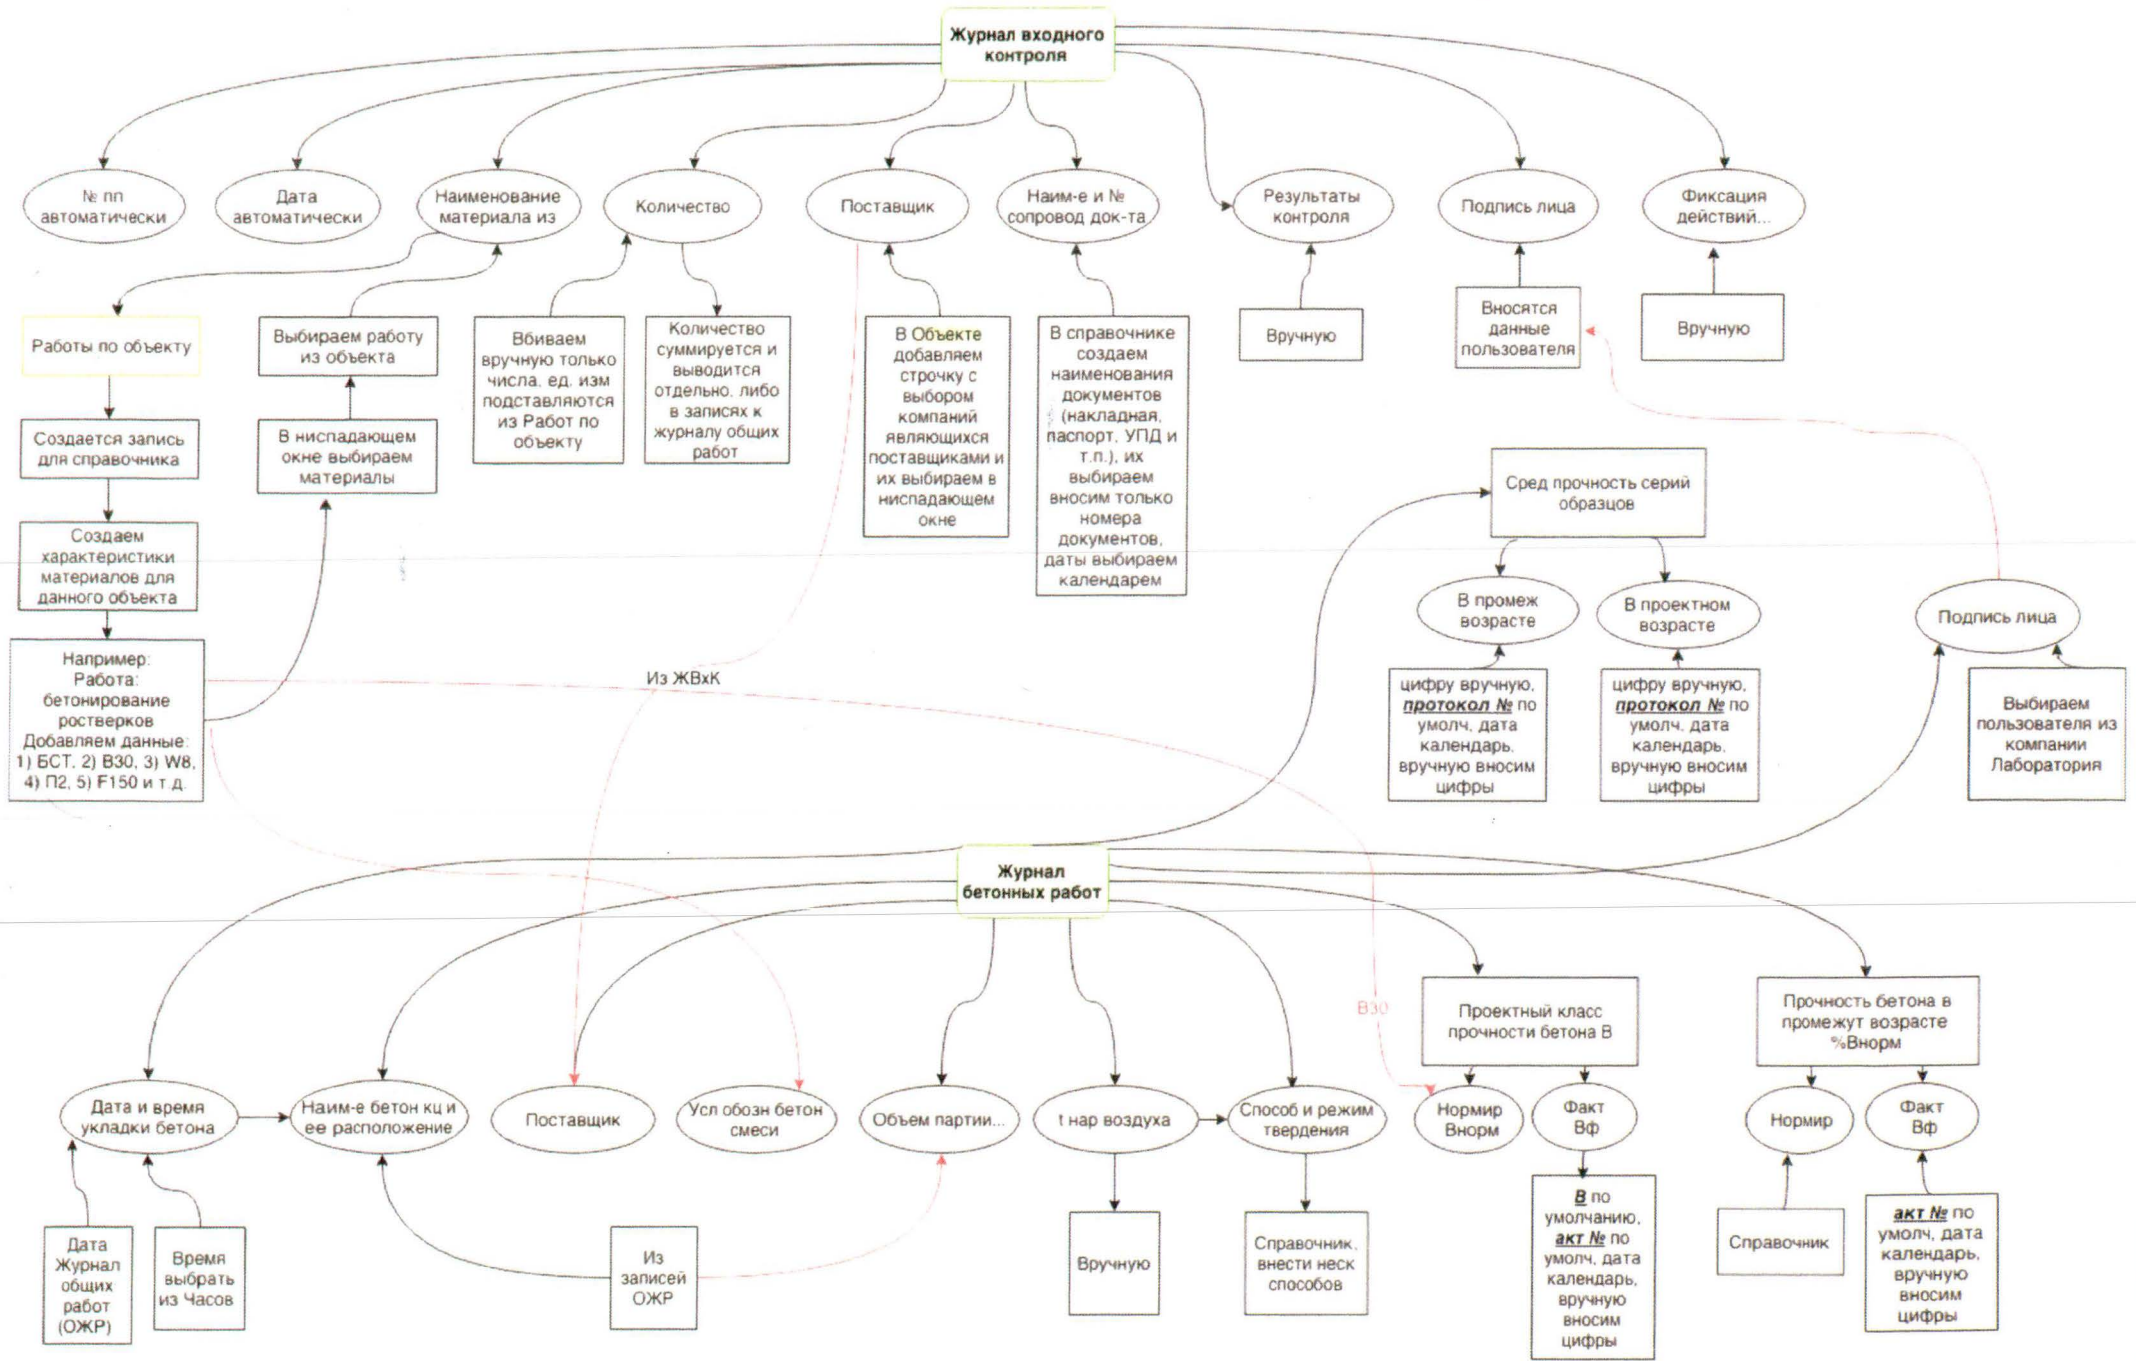 Журнал входного
контроля
№ пп
автоматически
Дата
автоматически
Наименование
материала из
Количество
Поставщик
Наим-е и №
сопровод док-та
Результаты
контроля
Подпись лица
Фиксация
действий...
Работы по объекту
Выбираем работу
из объекта
Вбиваем
вручную только
числа. ед. изм
подставляются
из Работ по
объекту
Количество
суммируется и
выводится
отдельно. либо
в записях к
журналу общих
работ
В Объекте
добавляем
строчку с
выбором
компаний
являющихся
поставщиками и
их выбираем в
ниспадающем
окне
В справочнике
создаем
наименования
документов
(накладная,
паспорт, УПД и
т.п.), их
выбираем
вносим только
номера
документов,
даты выбираем
календарем
Вручную
Вносятся
данные
пользователя
Вручную
Создается запись
для справочника
В ниспадающем
окне выбираем
материалы
Создаем
характеристики
материалов для
данного объекта
Например:
Работа:
бетонирование
ростверков
Добавляем данные:
1) БСТ, 2) В30, 3) W8,
4) П2, 5) F150 и т.д.
Сред прочность серий
образцов
В промеж
возрасте
В проектном
возрасте
Подпись лица
Из ЖВхК
цифру вручную,
протокол № по
умолч, дата
календарь,
вручную вносим
цифры
цифру вручную,
протокол № по
умолч, дата
календарь,
вручную вносим
цифры
Выбираем
пользователя из
компании
Лаборатория
Журнал
бетонных работ
В30
Проектный класс
прочности бетона В
Прочность бетона в
промежут возрасте
%Внорм
Дата и время
укладки бетона
Наим-е бетон кц и
ее расположение
Поставщик
Усл обозн бетон
смеси
Объем партии...
t нар воздуха
Способ и режим
твердения
Нормир
Внорм
Факт
Вф
Нормир
Факт
Вф
Дата
Журнал
общих
работ
(ОЖР)
Время
выбрать
из Часов
Из
записей
ОЖР
Вручную
Справочник,
внести неск
способов
В по
умолчанию,
акт № по
умолч, дата
календарь,
вручную
вносим
цифры
Справочник
акт № по
умолч, дата
календарь,
вручную
вносим
цифры